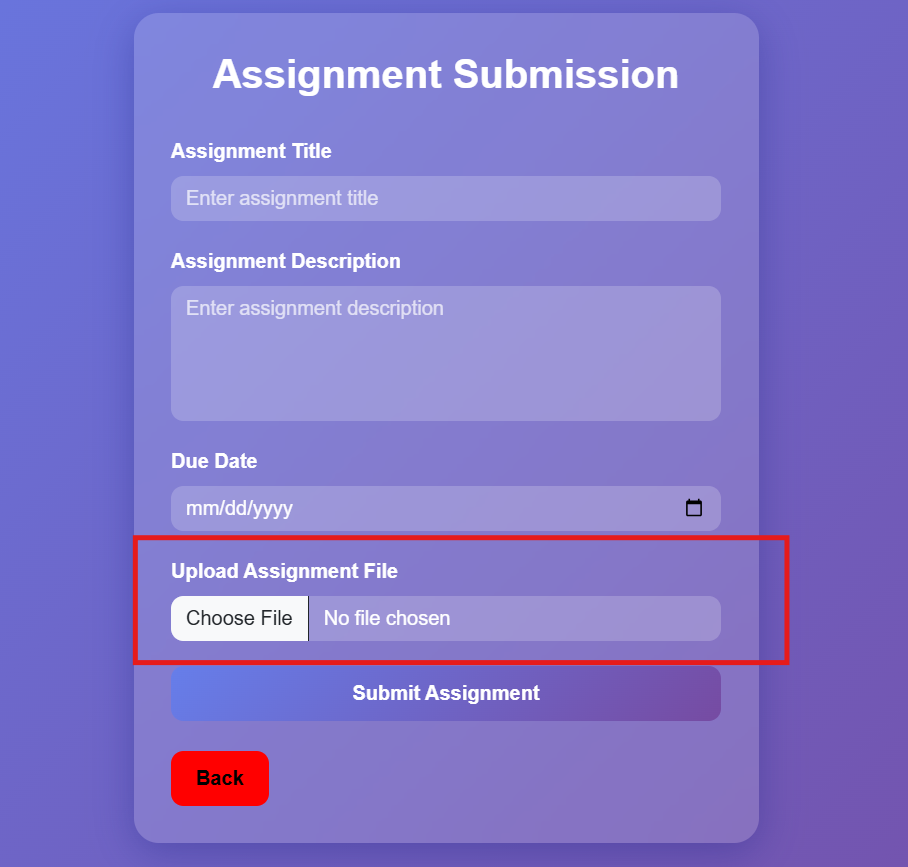 Assignment Submission
Assignment Title
Enter assignment title
Assignment Description
Enter assignment description
Due Date
mm/dd/yyyy
Upload Assignment File
Choose File No file chosen
Submit Assignment
Back